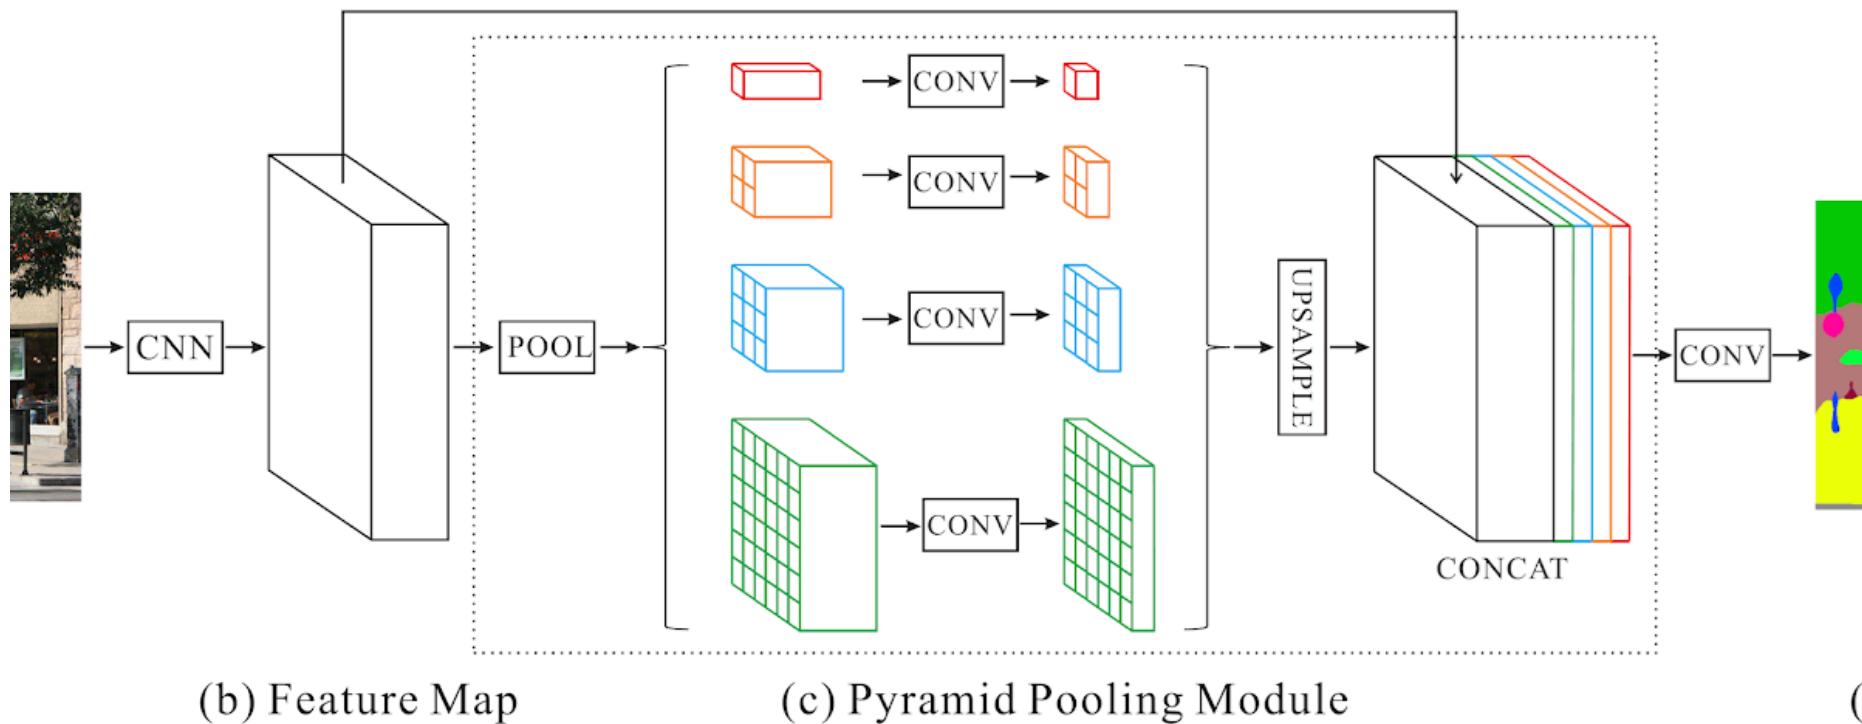 CONV
CONV
CNN
POOL
CONV
UPSAMPLE
CONV
CONV
CONCAT
(b) Feature Map
(c) Pyramid Pooling Module
(